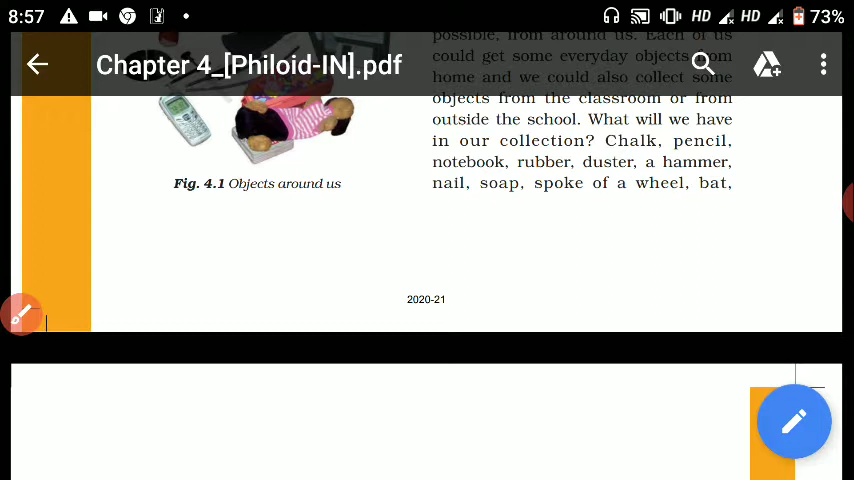 8:57
HD
HD
73%
Chapter 4_[Philoid-IN].pdf
possible, from around us. Each of us
could get some everyday objects from
home and we could also collect some
objects from the classroom or from
outside the school. What will we have
in our collection? Chalk, pencil,
notebook, rubber, duster, a hammer,
nail, soap, spoke of a wheel, bat,
Fig. 4.1 Objects around us
2020-21